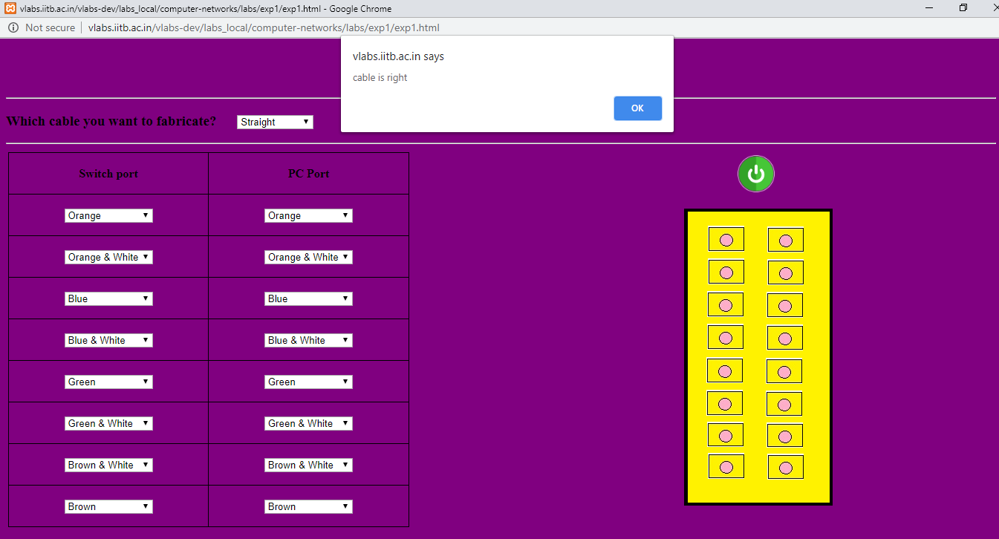 vlabs.iitb.ac.in/vlabs-dev/labs_local/computer-networks/labs/exp1/exp1.html - Google Chrome
Not secure | vlabs.iitb.ac.in/vlabs-dev/labs_local/computer-networks/labs/exp1/exp1.html
vlabs.iitb.ac.in says
cable is right
OK
Which cable you want to fabricate? Straight
Switch port PC Port
Orange Orange
Orange & White Orange & White
Blue Blue
Blue & White Blue & White
Green Green
Green & White Green & White
Brown & White Brown & White
Brown Brown